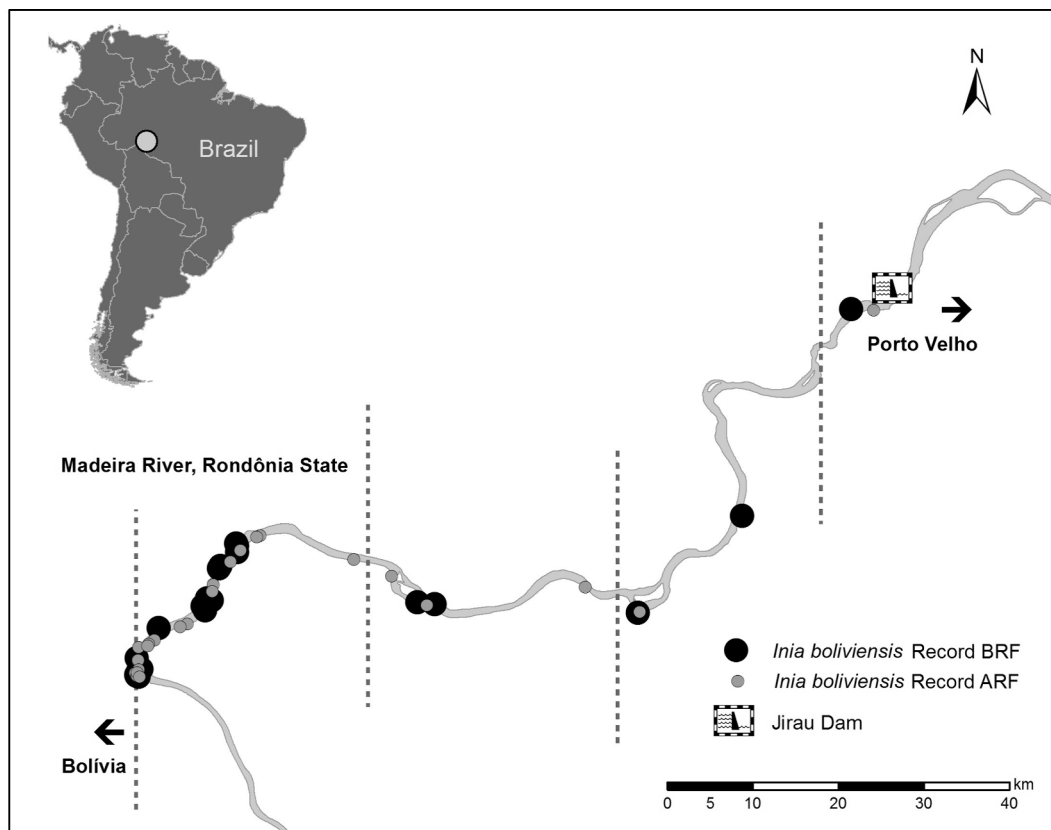 Brazil
N
Porto Velho
Madeira River, Rondônia State
Inia boliviensis Record BRF
Inia boliviensis Record ARF
Jirau Dam
Bolívia
km
0 5 10 20 30 40